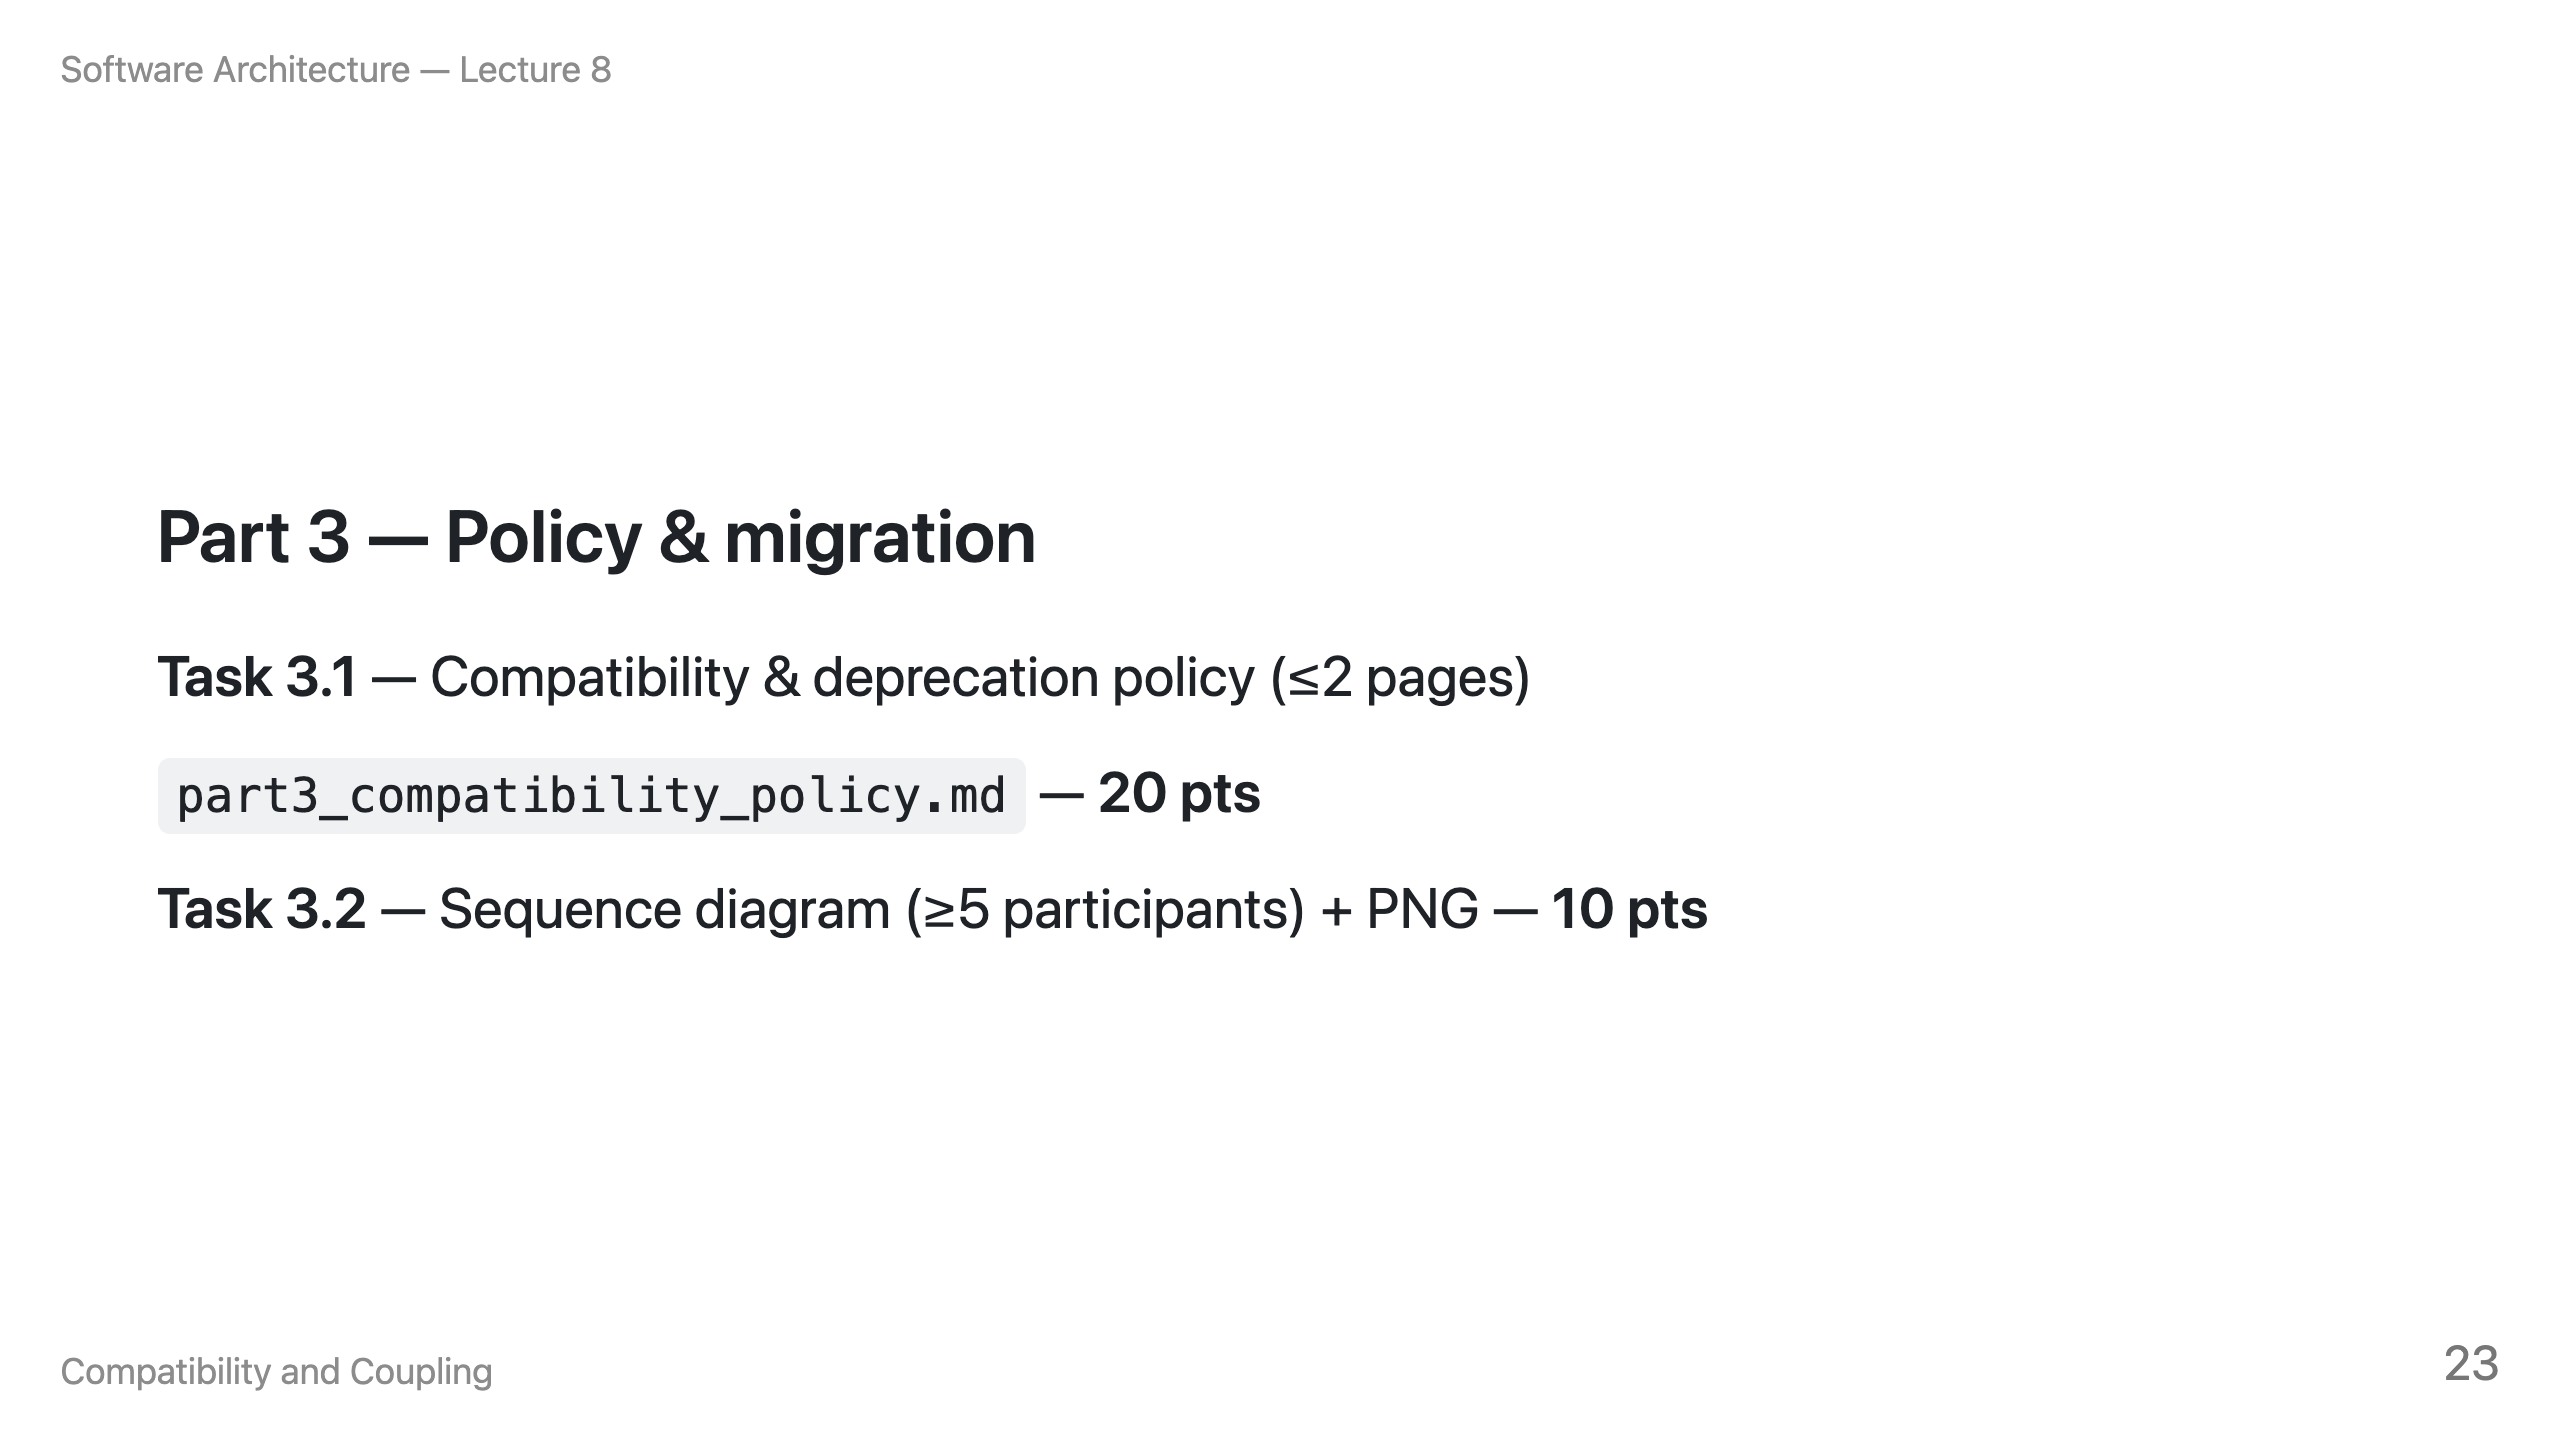 Software Architecture — Lecture 8
Part 3 — Policy & migration
Task 3.1 — Compatibility & deprecation policy (≤2 pages)
part3_compatibility_policy.md — 20 pts
Task 3.2 — Sequence diagram (≥5 participants) + PNG — 10 pts
Compatibility and Coupling
23